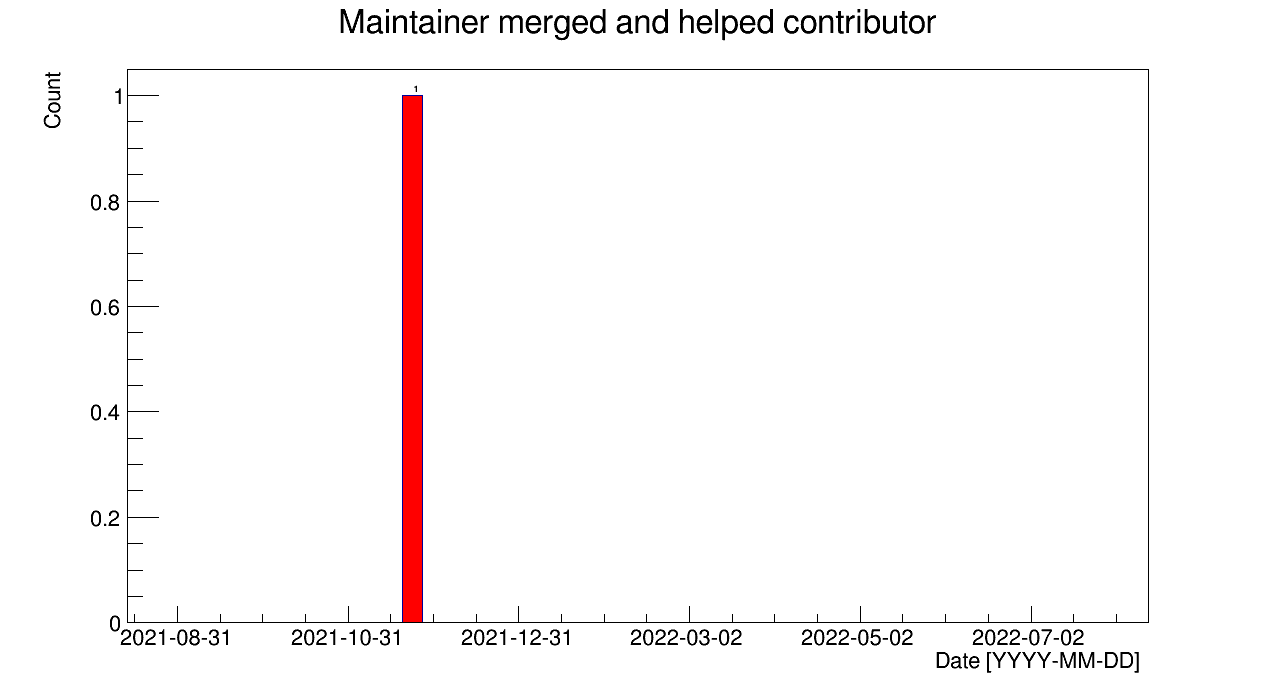 Maintainer merged and helped contributor
Count
1
1
0.8
0.6
0.4
0.2
0
2021-08-31 2021-10-31 2021-12-31 2022-03-02 2022-05-02 2022-07-02
Date [YYYY-MM-DD]